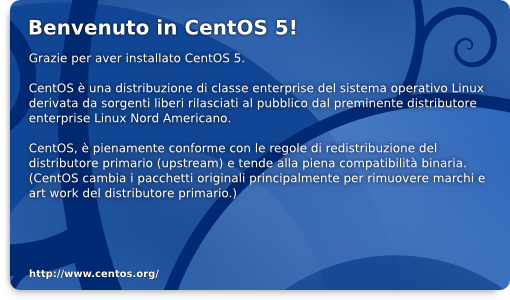 Benvenuto in CentOS 5!
Grazie per aver installato CentOS 5.
CentOS è una distribuzione di classe enterprise del sistema operativo Linux
derivata da sorgenti liberi rilasciati al pubblico dal preminente distributore
enterprise Linux Nord Americano.
CentOS, è pienamente conforme con le regole di redistribuzione del
distributore primario (upstream) e tende alla piena compatibilità binaria.
(CentOS cambia i pacchetti originali principalmente per rimuovere marchi e
art work del distributore primario.)
http://www.centos.org/